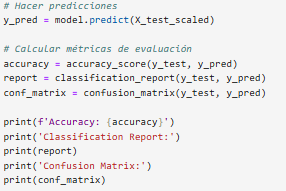 # Hacer predicciones
y_pred = model.predict(X_test_scaled)
# Calcular métricas de evaluación
accuracy = accuracy_score(y_test, y_pred)
report = classification_report(y_test, y_pred)
conf_matrix = confusion_matrix(y_test, y_pred)
print(f'Accuracy: {accuracy}')
print('Classification Report:')
print(report)
print('Confusion Matrix:')
print(conf_matrix)